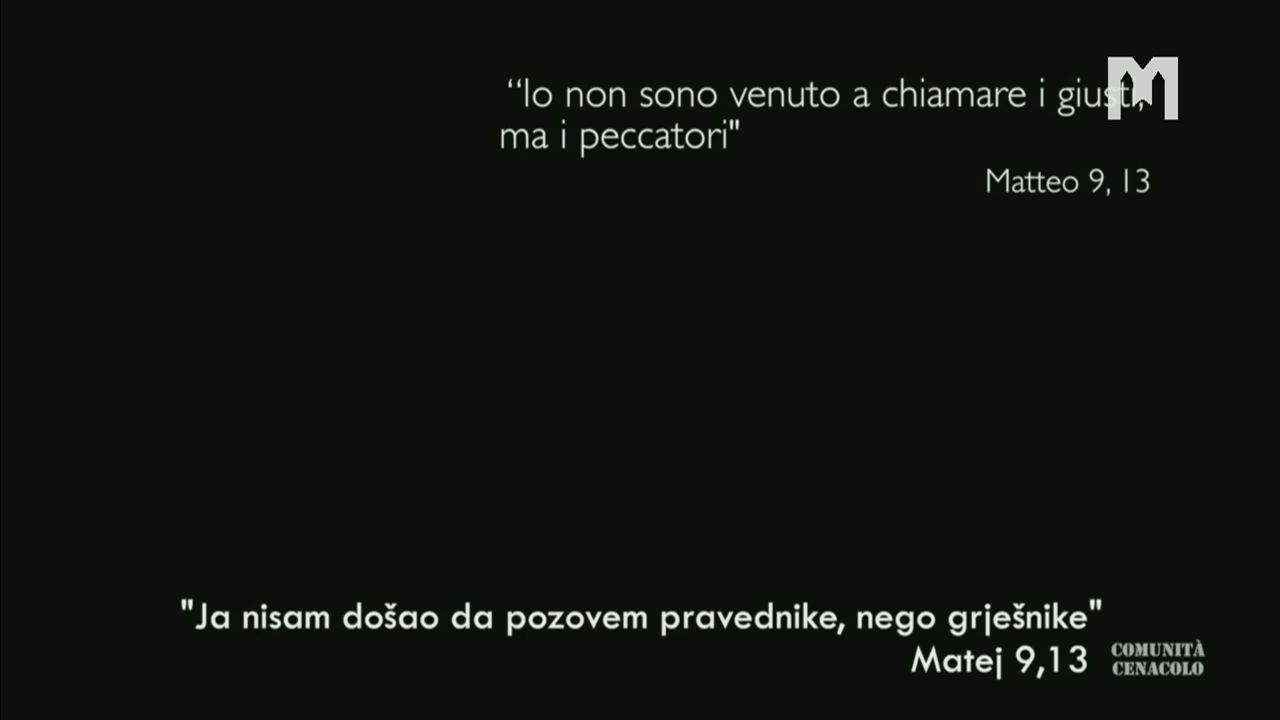 “Io non sono venuto a chiamare i giusti,
ma i peccatori"
Matteo 9, 13
"Ja nisam došao da pozovem pravednike, nego grješnike"
Matej 9,13
COMUNITÀ
CENACOLO